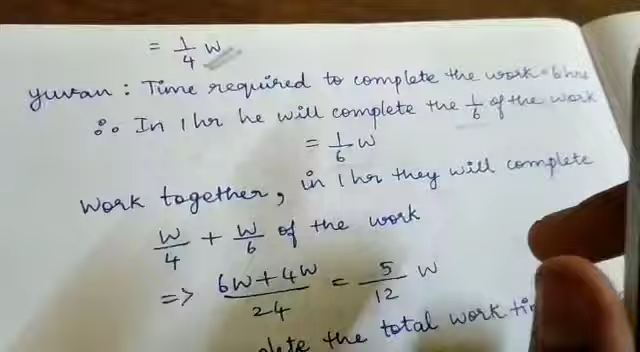 = 1/4 W
Yuvan : Time required to complete the work = 6 hrs
∴ In 1 hr he will complete the 1/6 of the work
= 1/6 W
Work together, in 1 hr they will complete
W/4 + W/6 of the work
=> 6W+4W/24 = 5/12 W
the total work